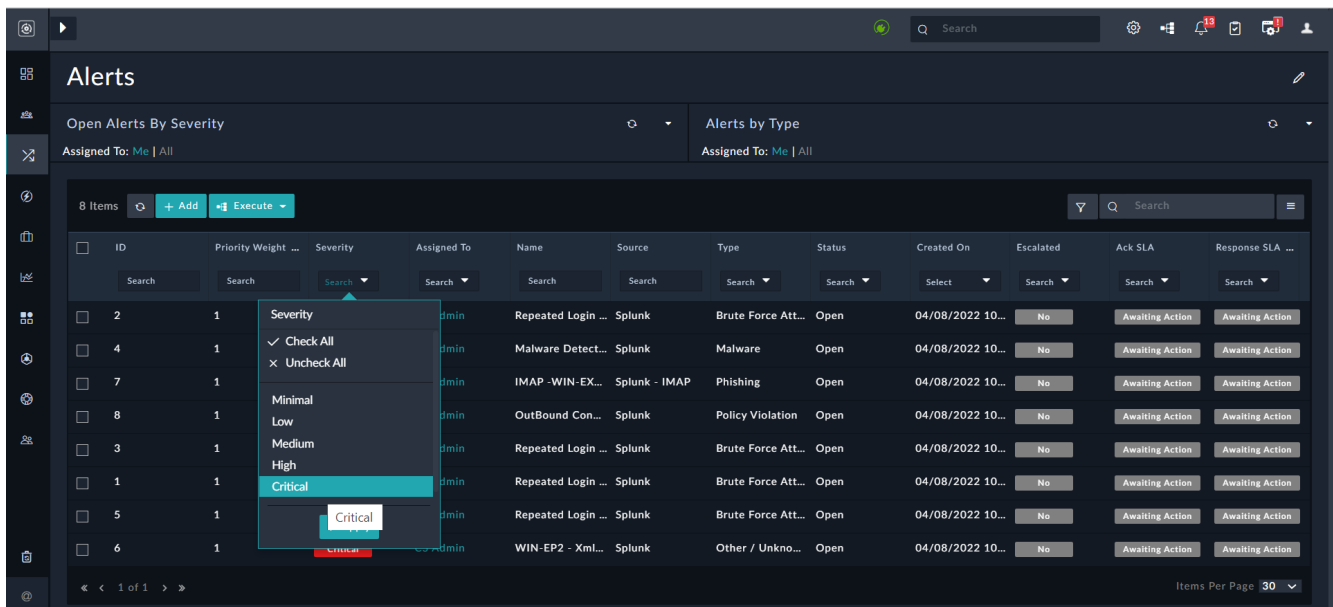 13
!
Search
Alerts
Open Alerts By Severity
Assigned To: Me | All
Alerts by Type
Assigned To: Me | All
8 Items
+ Add
Execute
Search
ID Priority Weight ... Severity Assigned To Name Source Type Status Created On Escalated Ack SLA Response SLA ...
Search Search Search Search Search Search Search Search Select Search Search Search
2 1 dmin Repeated Login ... Splunk Brute Force Att... Open 04/08/2022 10... No Awaiting Action Awaiting Action
4 1 dmin Malware Detect... Splunk Malware Open 04/08/2022 10... No Awaiting Action Awaiting Action
7 1 dmin IMAP -WIN-EX... Splunk - IMAP Phishing Open 04/08/2022 10... No Awaiting Action Awaiting Action
8 1 dmin OutBound Con... Splunk Policy Violation Open 04/08/2022 10... No Awaiting Action Awaiting Action
3 1 dmin Repeated Login ... Splunk Brute Force Att... Open 04/08/2022 10... No Awaiting Action Awaiting Action
1 1 dmin Repeated Login ... Splunk Brute Force Att... Open 04/08/2022 10... No Awaiting Action Awaiting Action
5 1 dmin Repeated Login ... Splunk Brute Force Att... Open 04/08/2022 10... No Awaiting Action Awaiting Action
6 1 Critical CS Admin WIN-EP2 - Xml... Splunk Other / Unkno... Open 04/08/2022 10... No Awaiting Action Awaiting Action
Severity
Check All
Uncheck All
Minimal
Low
Medium
High
Critical
Critical
1 of 1
Items Per Page 30
@